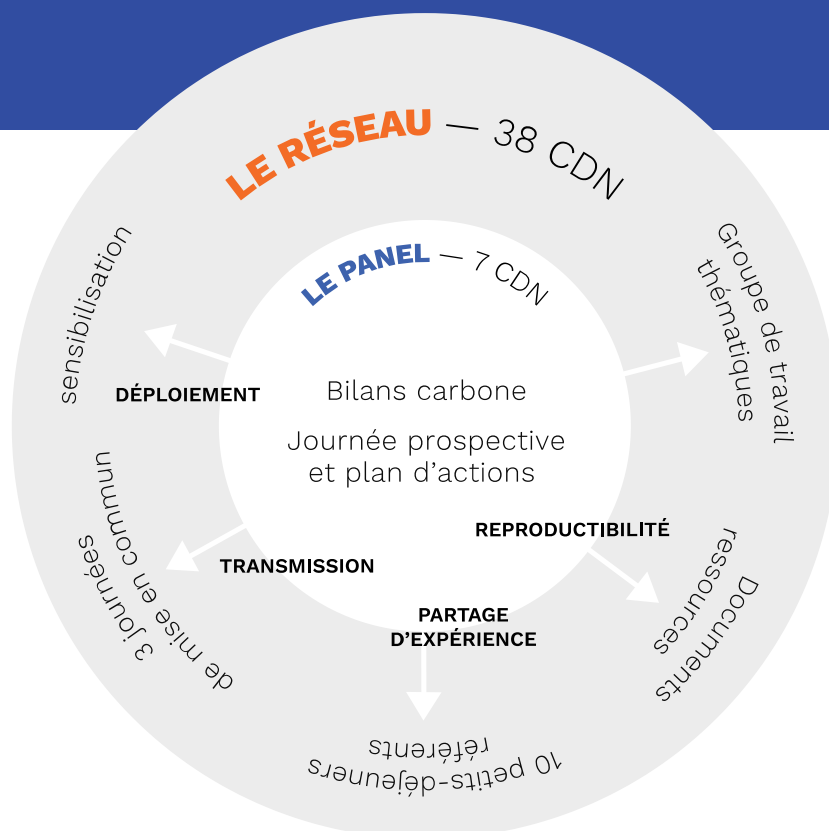 LE RÉSEAU — 38 CDN
LE PANEL — 7 CDN
sensibilisation
Groupe de travail
thématiques
DÉPLOIEMENT
Bilans carbone
Journée prospective
et plan d'actions
REPRODUCTIBILITÉ
TRANSMISSION
PARTAGE
D'EXPÉRIENCE
3 journées
de mise en commun
Documents
ressources
10 petits-déjeuners
référents